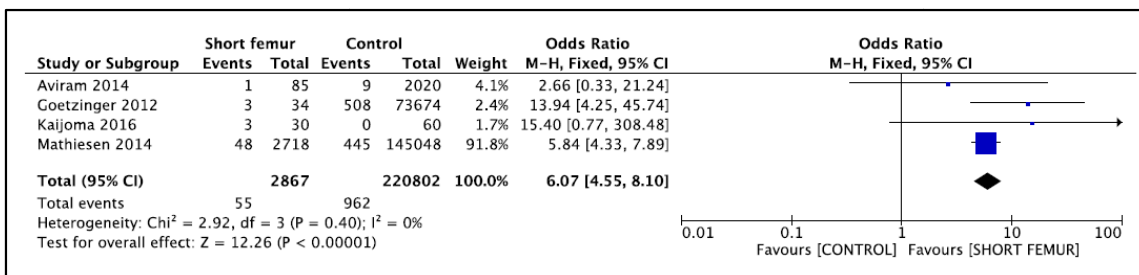 Short femur Control Odds Ratio Odds Ratio
Study or Subgroup Events Total Events Total Weight M-H, Fixed, 95% CI M-H, Fixed, 95% CI
Aviram 2014 1 85 9 2020 4.1% 2.66 [0.33, 21.24]
Goetzinger 2012 3 34 508 73674 2.4% 13.94 [4.25, 45.74]
Kaijoma 2016 3 30 0 60 1.7% 15.40 [0.77, 308.48]
Mathiesen 2014 48 2718 445 145048 91.8% 5.84 [4.33, 7.89]
Total (95% CI) 2867 220802 100.0% 6.07 [4.55, 8.10]
Total events 55 962
Heterogeneity: Chi² = 2.92, df = 3 (P = 0.40); I² = 0%
Test for overall effect: Z = 12.26 (P < 0.00001)
0.01 0.1 1 10 100
Favours [CONTROL] Favours [SHORT FEMUR]